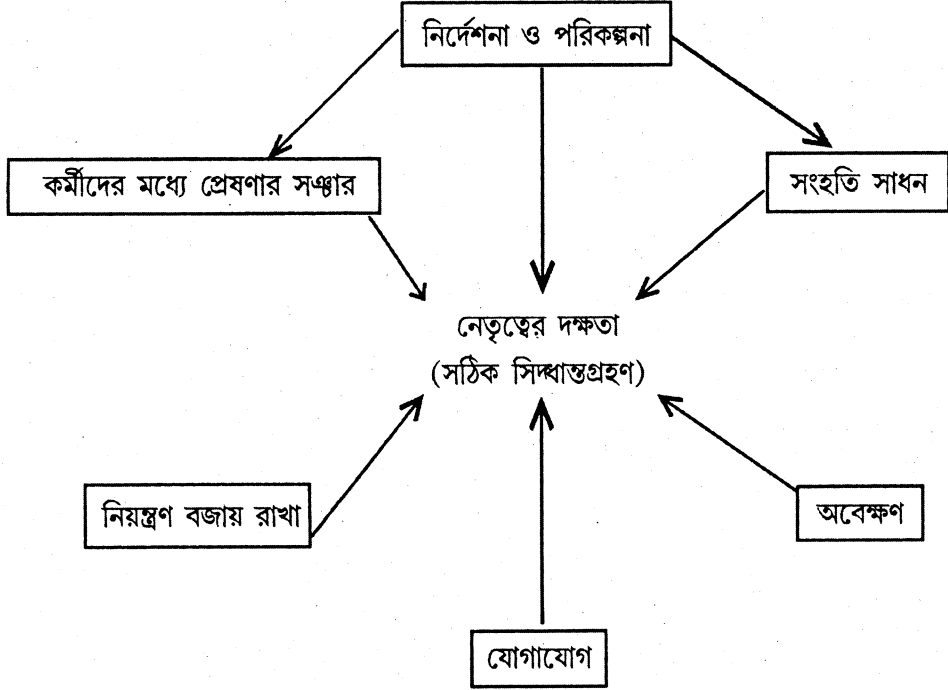 নির্দেশনা ও পরিকল্পনা
কর্মীদের মধ্যে প্রেষণার সঞ্চার
সংহতি সাধন
নেতৃত্বের দক্ষতা
(সঠিক সিদ্ধান্তগ্রহণ)
নিয়ন্ত্রণ বজায় রাখা
অবেক্ষণ
যোগাযোগ